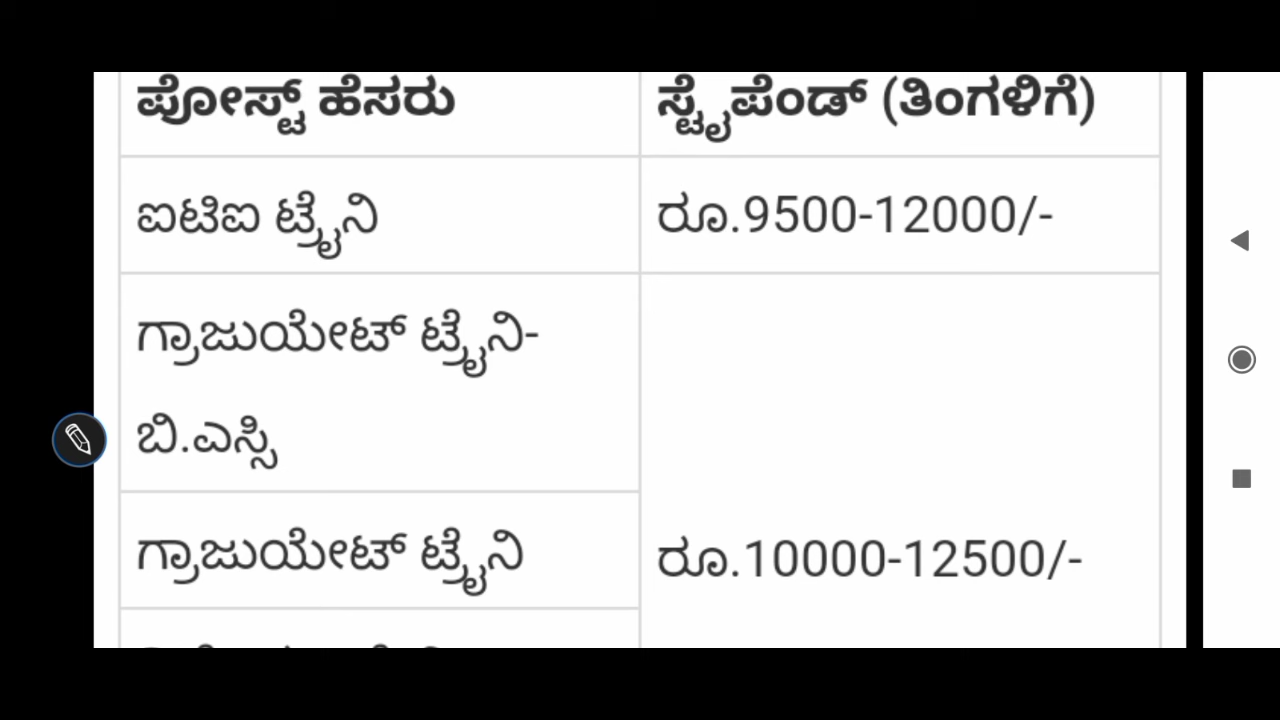 ಪೋಸ್ಟ್ ಹೆಸರು
ಸ್ಟೈಪೆಂಡ್ (ತಿಂಗಳಿಗೆ)
ಐಟಿಐ ಟ್ರೈನಿ
ರೂ.9500-12000/-
ಗ್ರಾಜುಯೇಟ್ ಟ್ರೈನಿ-
ಬಿ.ಎಸ್ಸಿ
ಗ್ರಾಜುಯೇಟ್ ಟ್ರೈನಿ
ರೂ.10000-12500/-